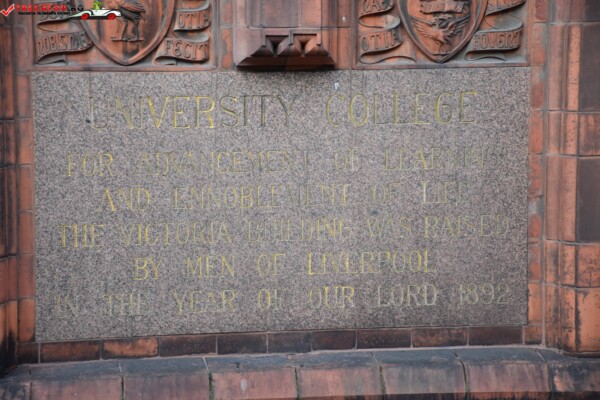 UNIVERSITY COLLEGE
FOR ADVANCEMENT OF LEARNING
AND ENNOBLEMENT OF LIFE
THE VICTORIA BUILDING WAS RAISED
BY MEN OF LIVERPOOL
IN THE YEAR OF OUR LORD 1892